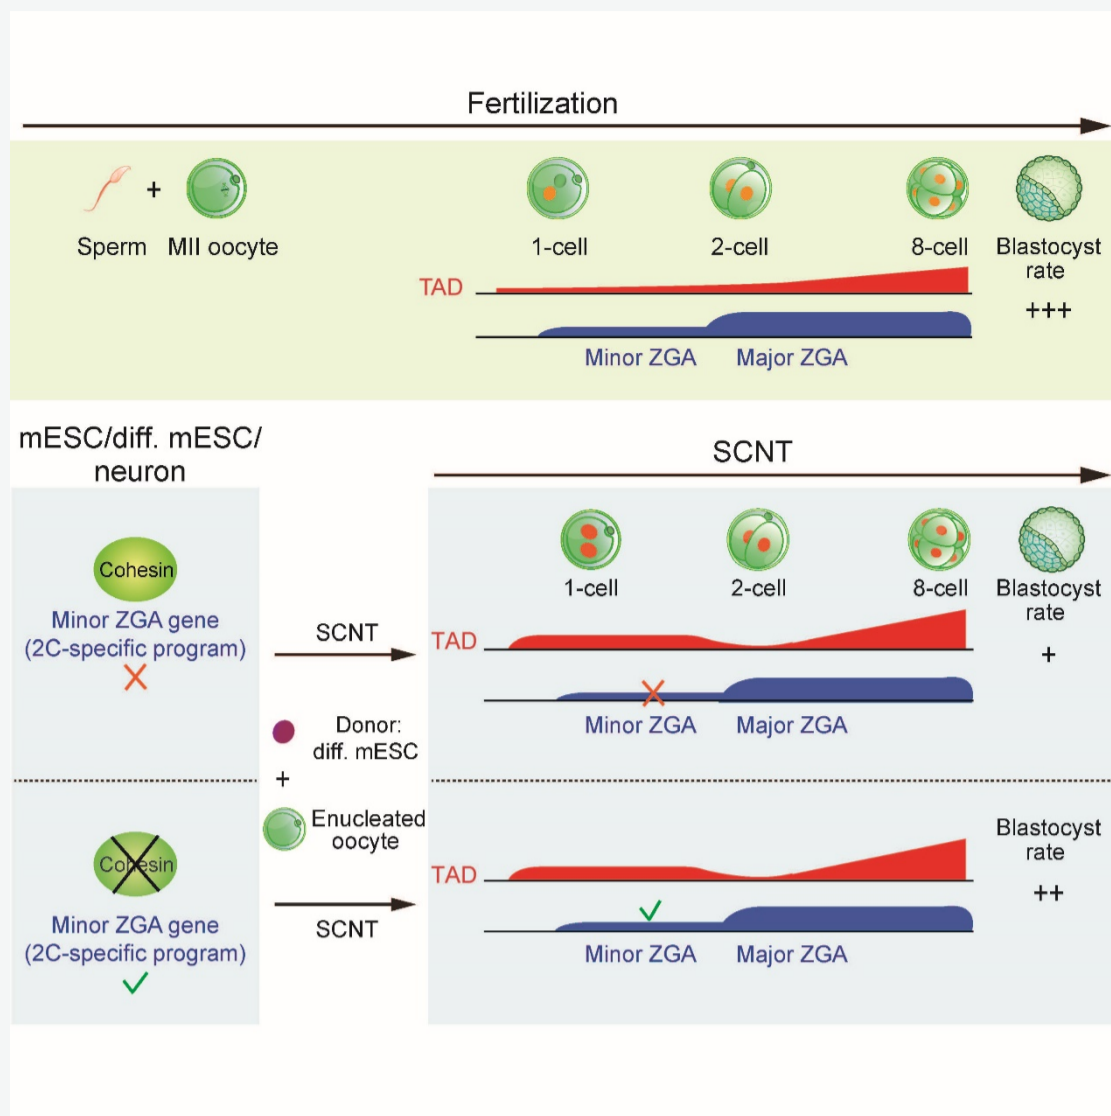 Fertilization
+
Sperm
MII oocyte
1-cell
2-cell
8-cell
Blastocyst
rate
+++
TAD
Minor ZGA
Major ZGA
mESC/diff. mESC/
neuron
SCNT
Cohesin
Minor ZGA gene
(2C-specific program)
SCNT
Donor:
diff. mESC
+
Enucleated
oocyte
1-cell
2-cell
8-cell
Blastocyst
rate
+
TAD
Minor ZGA
Major ZGA
Cohesin
Minor ZGA gene
(2C-specific program)
SCNT
TAD
Minor ZGA
Major ZGA
Blastocyst
rate
++